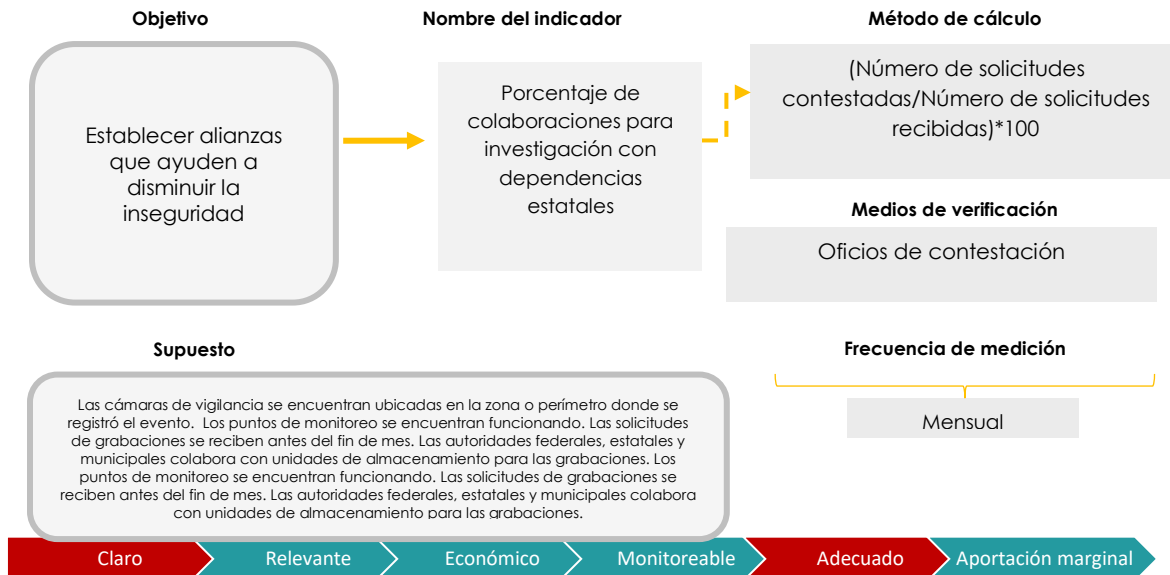 Objetivo
Nombre del indicador
Método de cálculo
Establecer alianzas
que ayuden a
disminuir la
inseguridad
Porcentaje de
colaboraciones para
investigación con
dependencias
estatales
(Número de solicitudes
contestadas/Número de solicitudes
recibidas)*100
Medios de verificación
Oficios de contestación
Supuesto
Frecuencia de medición
Las cámaras de vigilancia se encuentran ubicadas en la zona o perímetro donde se
registró el evento.  Los puntos de monitoreo se encuentran funcionando. Las solicitudes
de grabaciones se reciben antes del fin de mes. Las autoridades federales, estatales y
municipales colabora con unidades de almacenamiento para las grabaciones. Los
puntos de monitoreo se encuentran funcionando. Las solicitudes de grabaciones se
reciben antes del fin de mes. Las autoridades federales, estatales y municipales colabora
con unidades de almacenamiento para las grabaciones.
Mensual
Claro
Relevante
Económico
Monitoreable
Adecuado
Aportación marginal